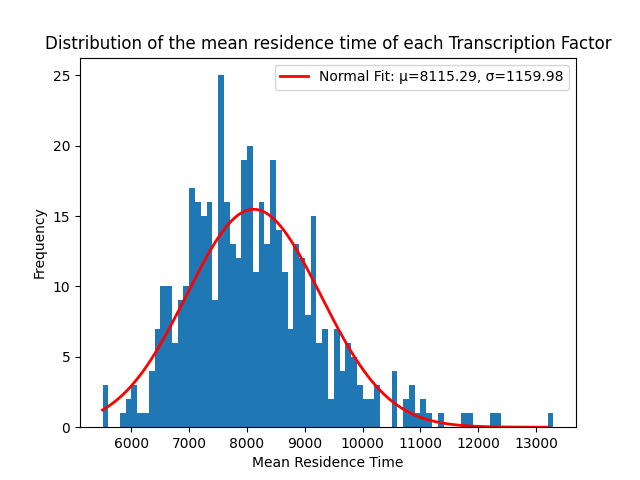 Distribution of the mean residence time of each Transcription Factor
Normal Fit: μ=8115.29, σ=1159.98
25
20
15
10
5
0
Frequency
6000 7000 8000 9000 10000 11000 12000 13000
Mean Residence Time